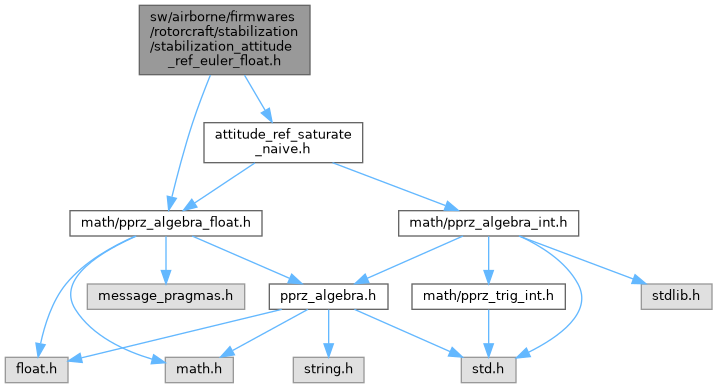 sw/airborne/firmwares
/rotorcraft/stabilization
/stabilization_attitude
_ref_euler_float.h
attitude_ref_saturate
_naive.h
math/pprz_algebra_float.h
math/pprz_algebra_int.h
message_pragmas.h
pprz_algebra.h
math/pprz_trig_int.h
stdlib.h
float.h
math.h
string.h
std.h